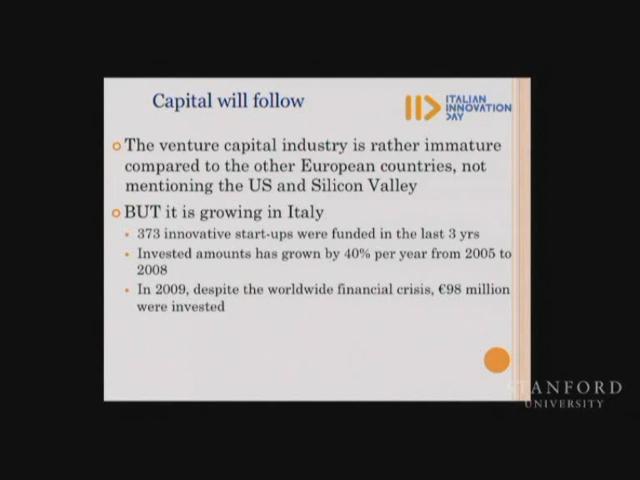 Capital will follow
ITALIAN
INNOVATION
DAY
The venture capital industry is rather immature
compared to the other European countries, not
mentioning the US and Silicon Valley
BUT it is growing in Italy
373 innovative start-ups were funded in the last 3 yrs
Invested amounts has grown by 40% per year from 2005 to
2008
In 2009, despite the worldwide financial crisis, €98 million
were invested
STANFORD
UNIVERSITY